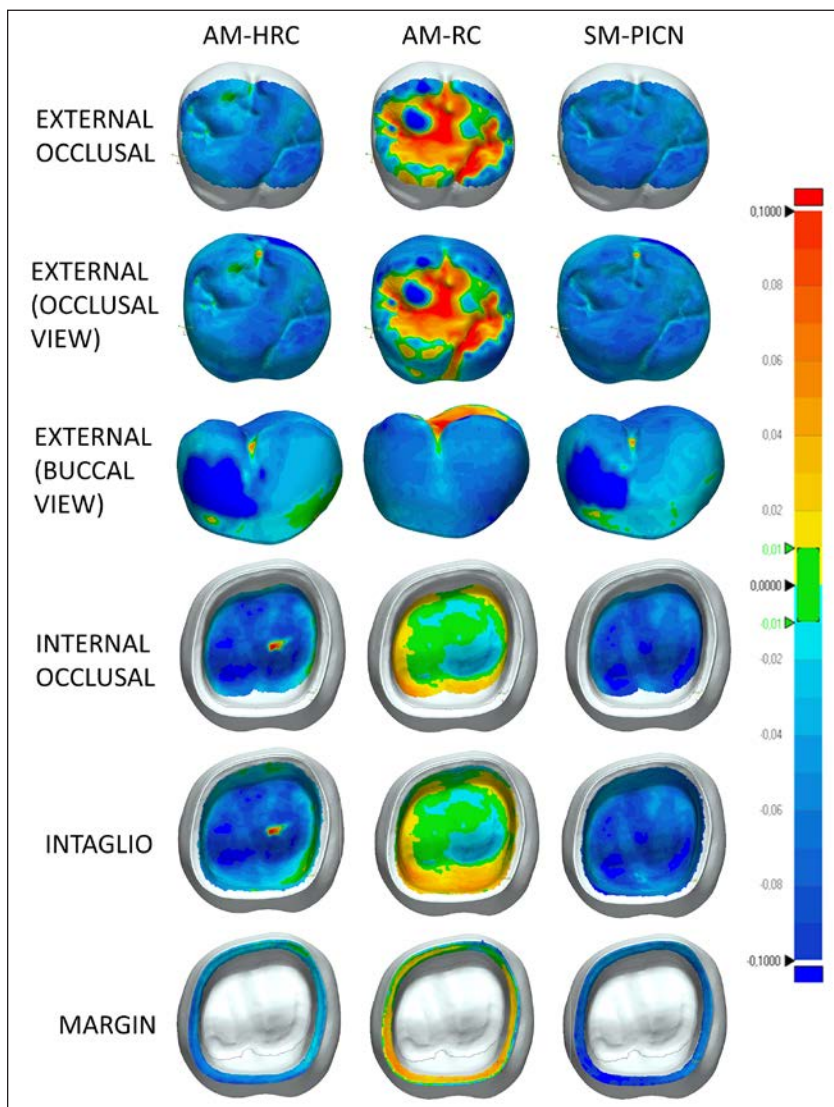 AM-HRC AM-RC SM-PICN
EXTERNAL
OCCLUSAL
EXTERNAL
(OCCLUSAL
VIEW)
EXTERNAL
(BUCCAL
VIEW)
INTERNAL
OCCLUSAL
INTAGLIO
MARGIN
0,1000
0,08
0,06
0,04
0,02
0,01
0,0000
-0,01
-0,02
-0,04
-0,06
-0,08
-0,1000